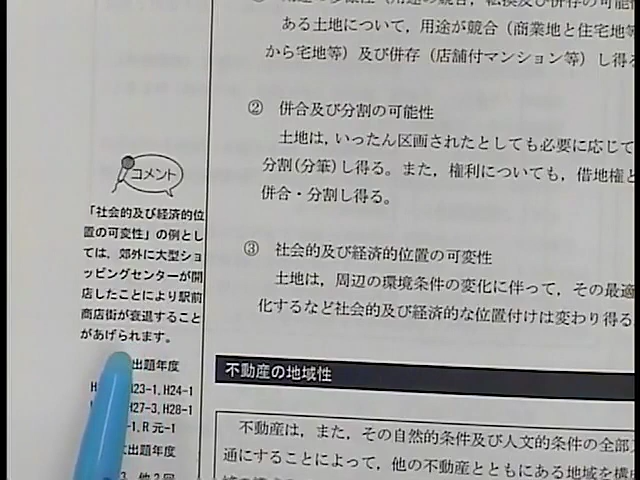 ある土地について，用途が競合（商業地と住宅地等
から宅地等）及び併存（店舗付マンション等）し得
② 併合及び分割の可能性
土地は，いったん区画されたとしても必要に応じて
分割(分筆)し得る。また，権利についても，借地権と
併合・分割し得る。
③ 社会的及び経済的位置の可変性
土地は，周辺の環境条件の変化に伴って，その最適
化するなど社会的及び経済的な位置付けは変わり得る
コメント
「社会的及び経済的位
置の可変性」の例とし
ては，郊外に大型ショ
ッピングセンターが開
店したことにより駅前
商店街が衰退すること
があげられます。
出題年度
H23-1, H24-1
H27-3, H28-1
-1, R元-1
出題年度
不動産の地域性
不動産は，また，その自然的条件及び人文的条件の全部
通にすることによって，他の不動産とともにある地域を構成